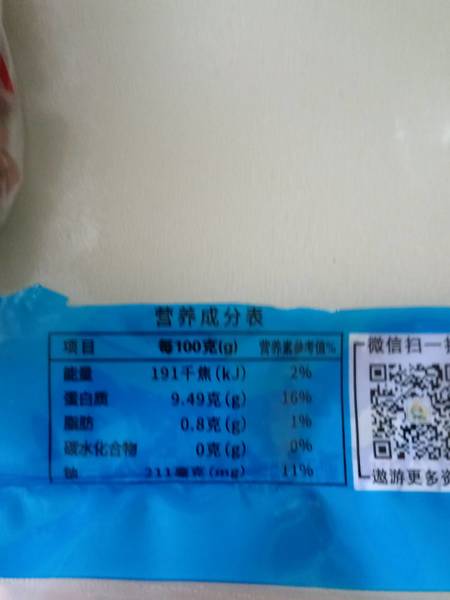 营养成分表
项目 每100克(g) 营养素参考值%
能量 191千焦(kJ) 2%
蛋白质 9.49克(g) 16%
脂肪 0.8克(g) 1%
碳水化合物 0克(g) 0%
钠 211毫克(mg) 11%
微信扫一扫
遨游更多